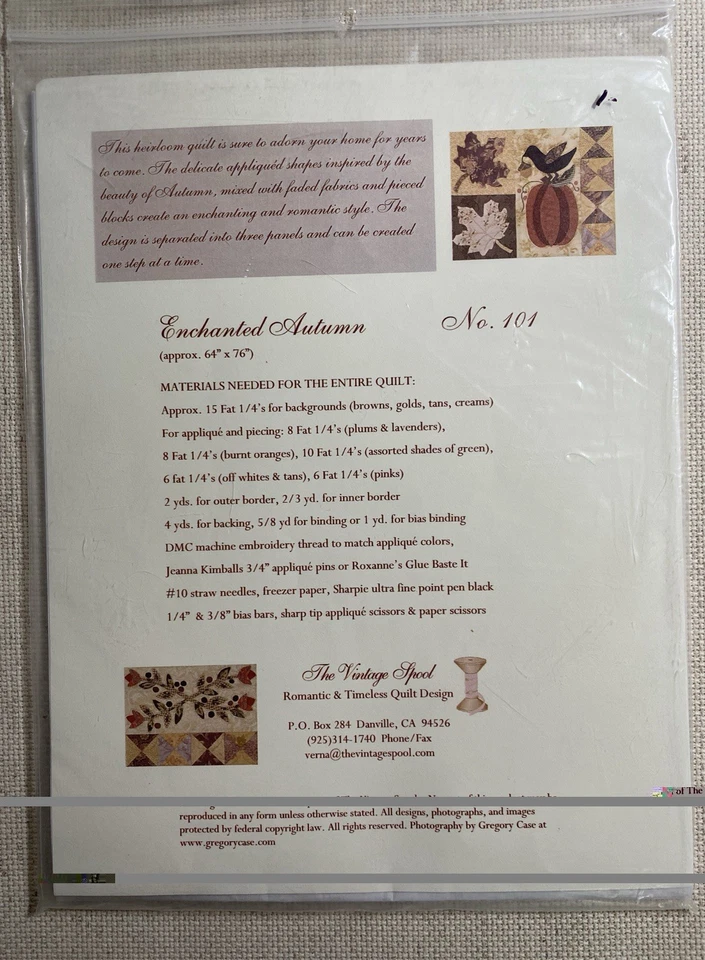 1.-
This heirloom quilt is sure to adorn your home for years
to come. The delicate appliquéd shapes inspired by the
beauty of Autumn, mixed with faded fabrics and pieced
blocks create an enchanting and romantic style. The
design is separated into three panels and can be created
one step at a time.
Enchanted Autumn
No. 101
(approx. 64" x 76")
MATERIALS NEEDED FOR THE ENTIRE QUILT:
Approx. 15 Fat 1/4's for backgrounds (browns, golds, tans, creams)
For appliqué and piecing: 8 Fat 1/4's (plums & lavenders),
8 Fat 1/4's (burnt oranges), 10 Fat 1/4's (assorted shades of green),
6 fat 1/4's (off whites & tans), 6 Fat 1/4's (pinks)
2 yds. for outer border, 2/3 yd. for inner border
4 yds. for backing, 5/8 yd for binding or 1 yd. for bias binding
DMC machine embroidery thread to match appliqué colors,
Jeanna Kimballs 3/4" appliqué pins or Roxanne's Glue Baste It
#10 straw needles, freezer paper, Sharpie ultra fine point pen black
1/4" & 3/8" bias bars, sharp tip appliqué scissors & paper scissors
The Vintage Spool
Romantic & Timeless Quilt Design
P.O. Box 284 Danville, CA 94526
(925)314-1740 Phone/Fax
verna@thevintagespool.com
of The
reproduced in any form unless otherwise stated. All designs, photographs, and images
protected by federal copyright law. All rights reserved. Photography by Gregory Case at
www.gregorycase.com